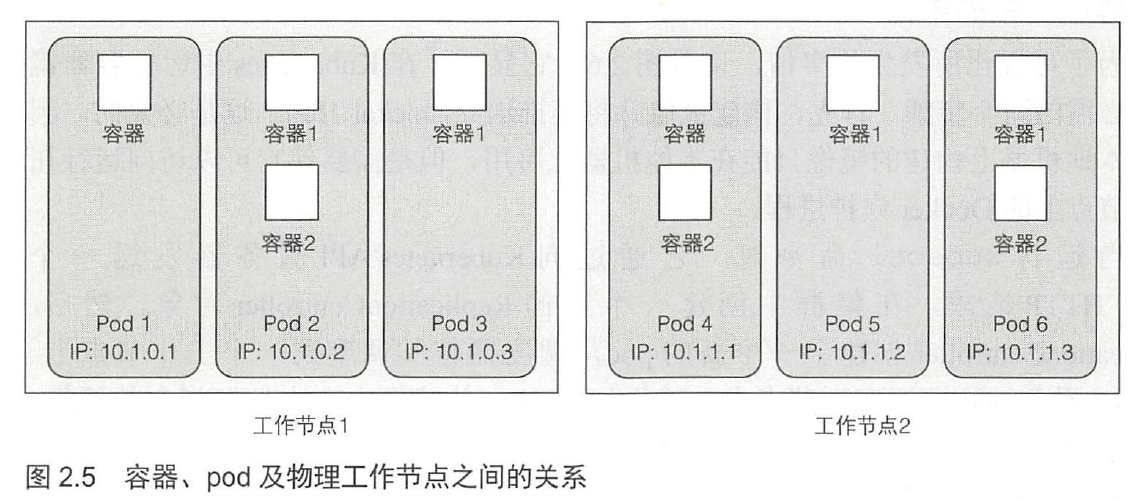 容器
容器1
容器1
容器2
Pod 1
IP: 10.1.0.1
Pod 2
IP: 10.1.0.2
Pod 3
IP: 10.1.0.3
工作节点1
容器
容器2
容器1
容器1
容器2
Pod 4
IP: 10.1.1.1
Pod 5
IP: 10.1.1.2
Pod 6
IP: 10.1.1.3
工作节点2
图 2.5 容器、pod 及物理工作节点之间的关系